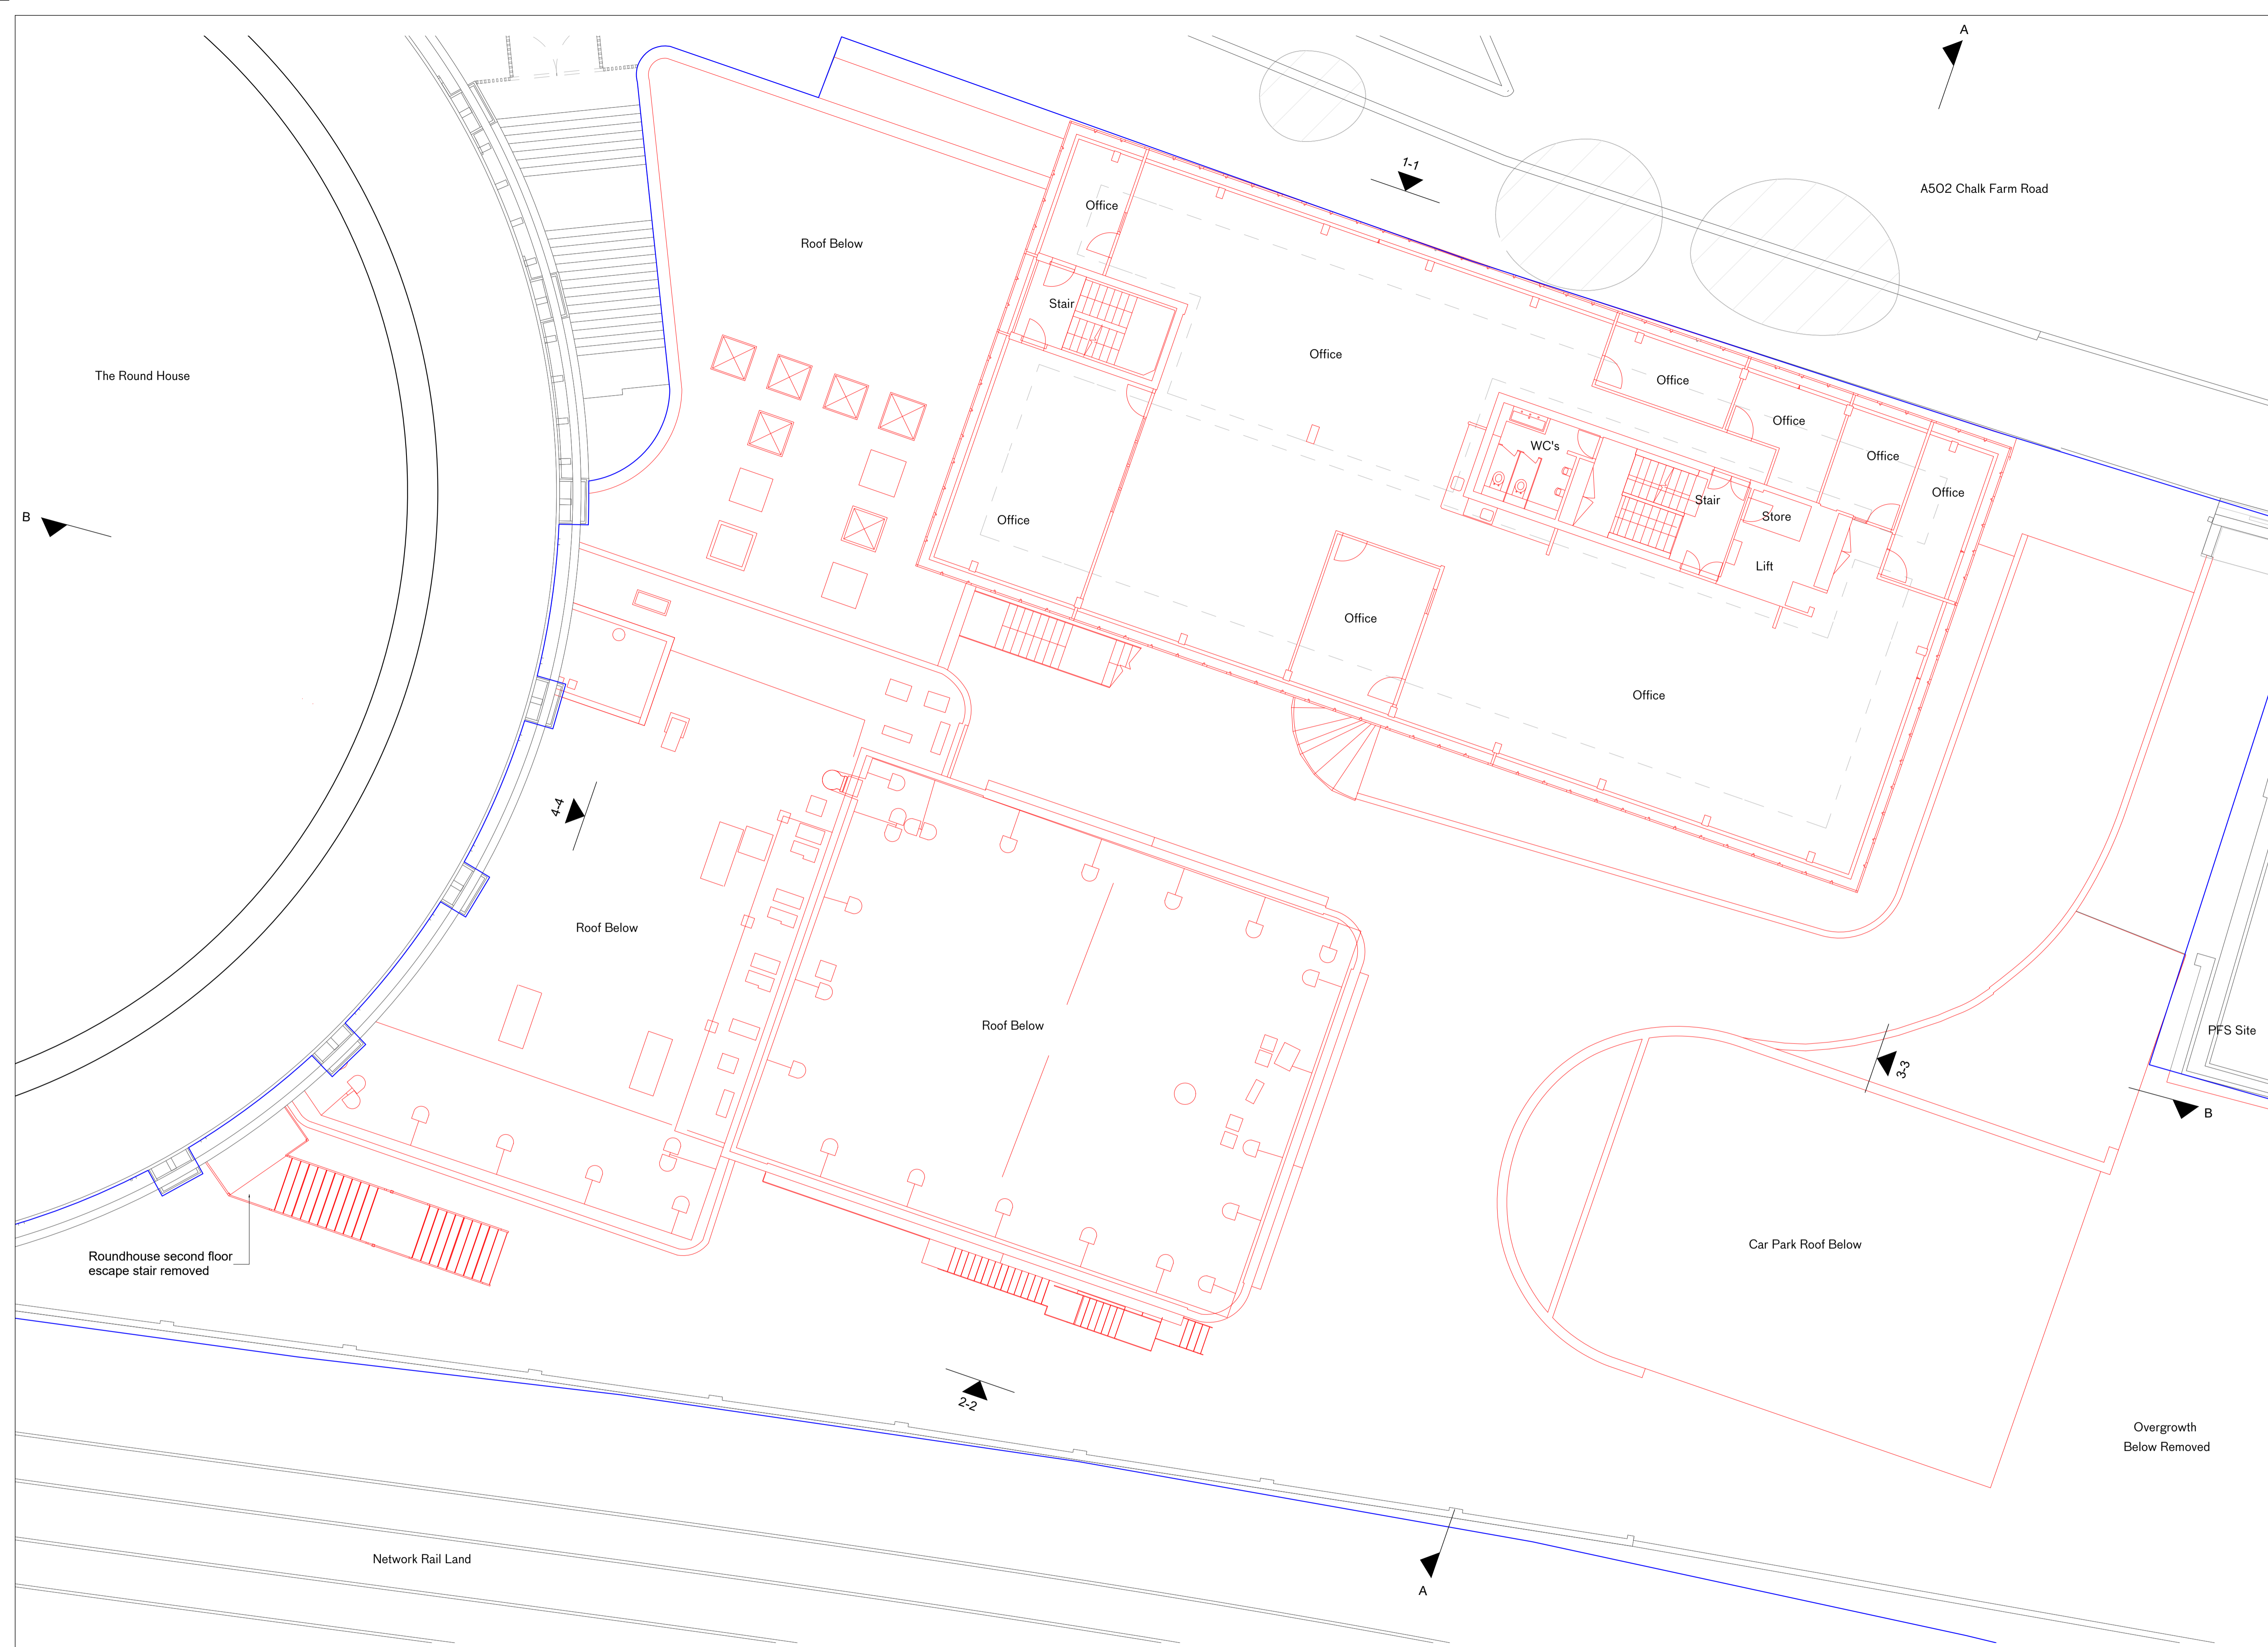 A
1-1
A502 Chalk Farm Road
Office
Roof Below
Stair
Office
The Round House
Office
Office
WC's
Office
Office
Stair
Store
B
Office
Lift
Office
Office
4-4
Roof Below
Roof Below
PFS Site
3-3
B
Car Park Roof Below
Roundhouse second floor
escape stair removed
2-2
Overgrowth
Below Removed
Network Rail Land
A